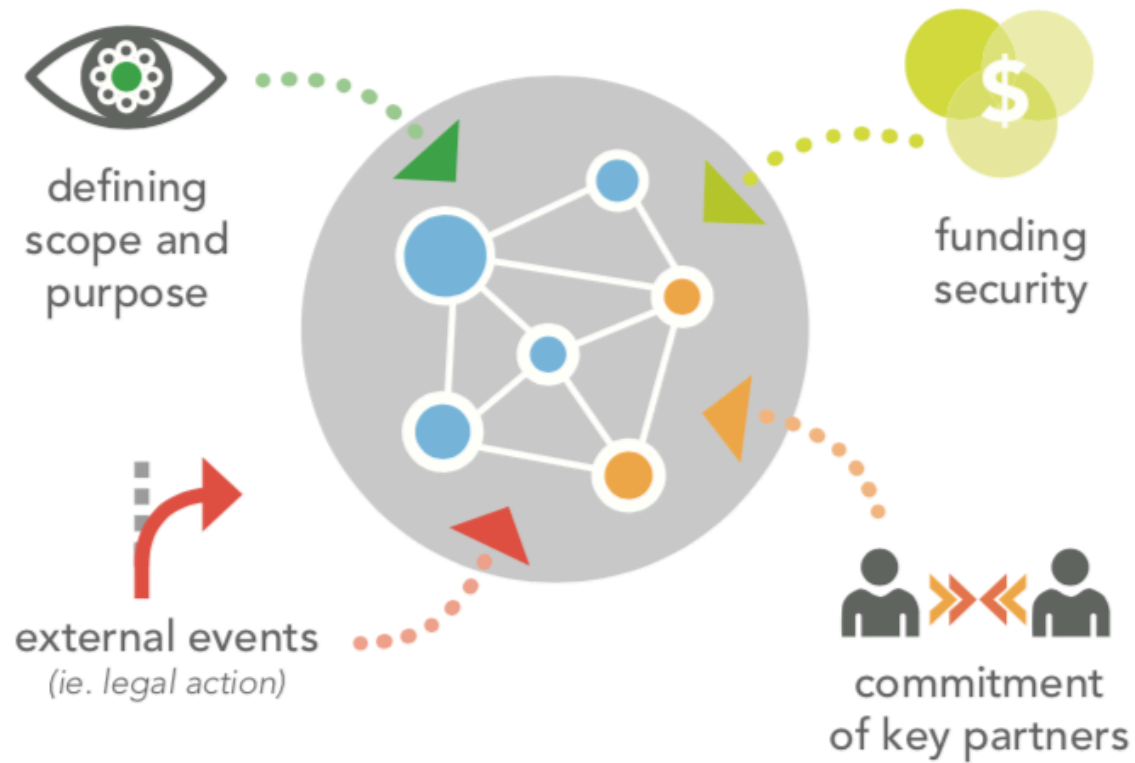 defining
scope and
purpose
$
funding
security
external events
(ie. legal action)
commitment
of key partners